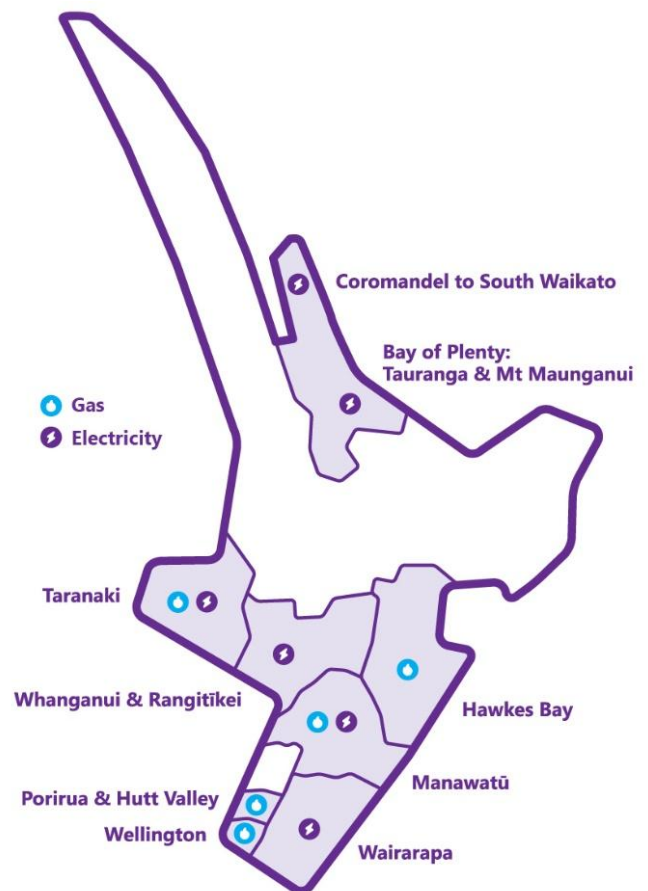 Coromandel to South Waikato
Bay of Plenty:
Tauranga & Mt Maunganui
Gas
Electricity
Taranaki
Whanganui & Rangitīkei
Hawkes Bay
Manawatū
Porirua & Hutt Valley
Wellington
Wairarapa